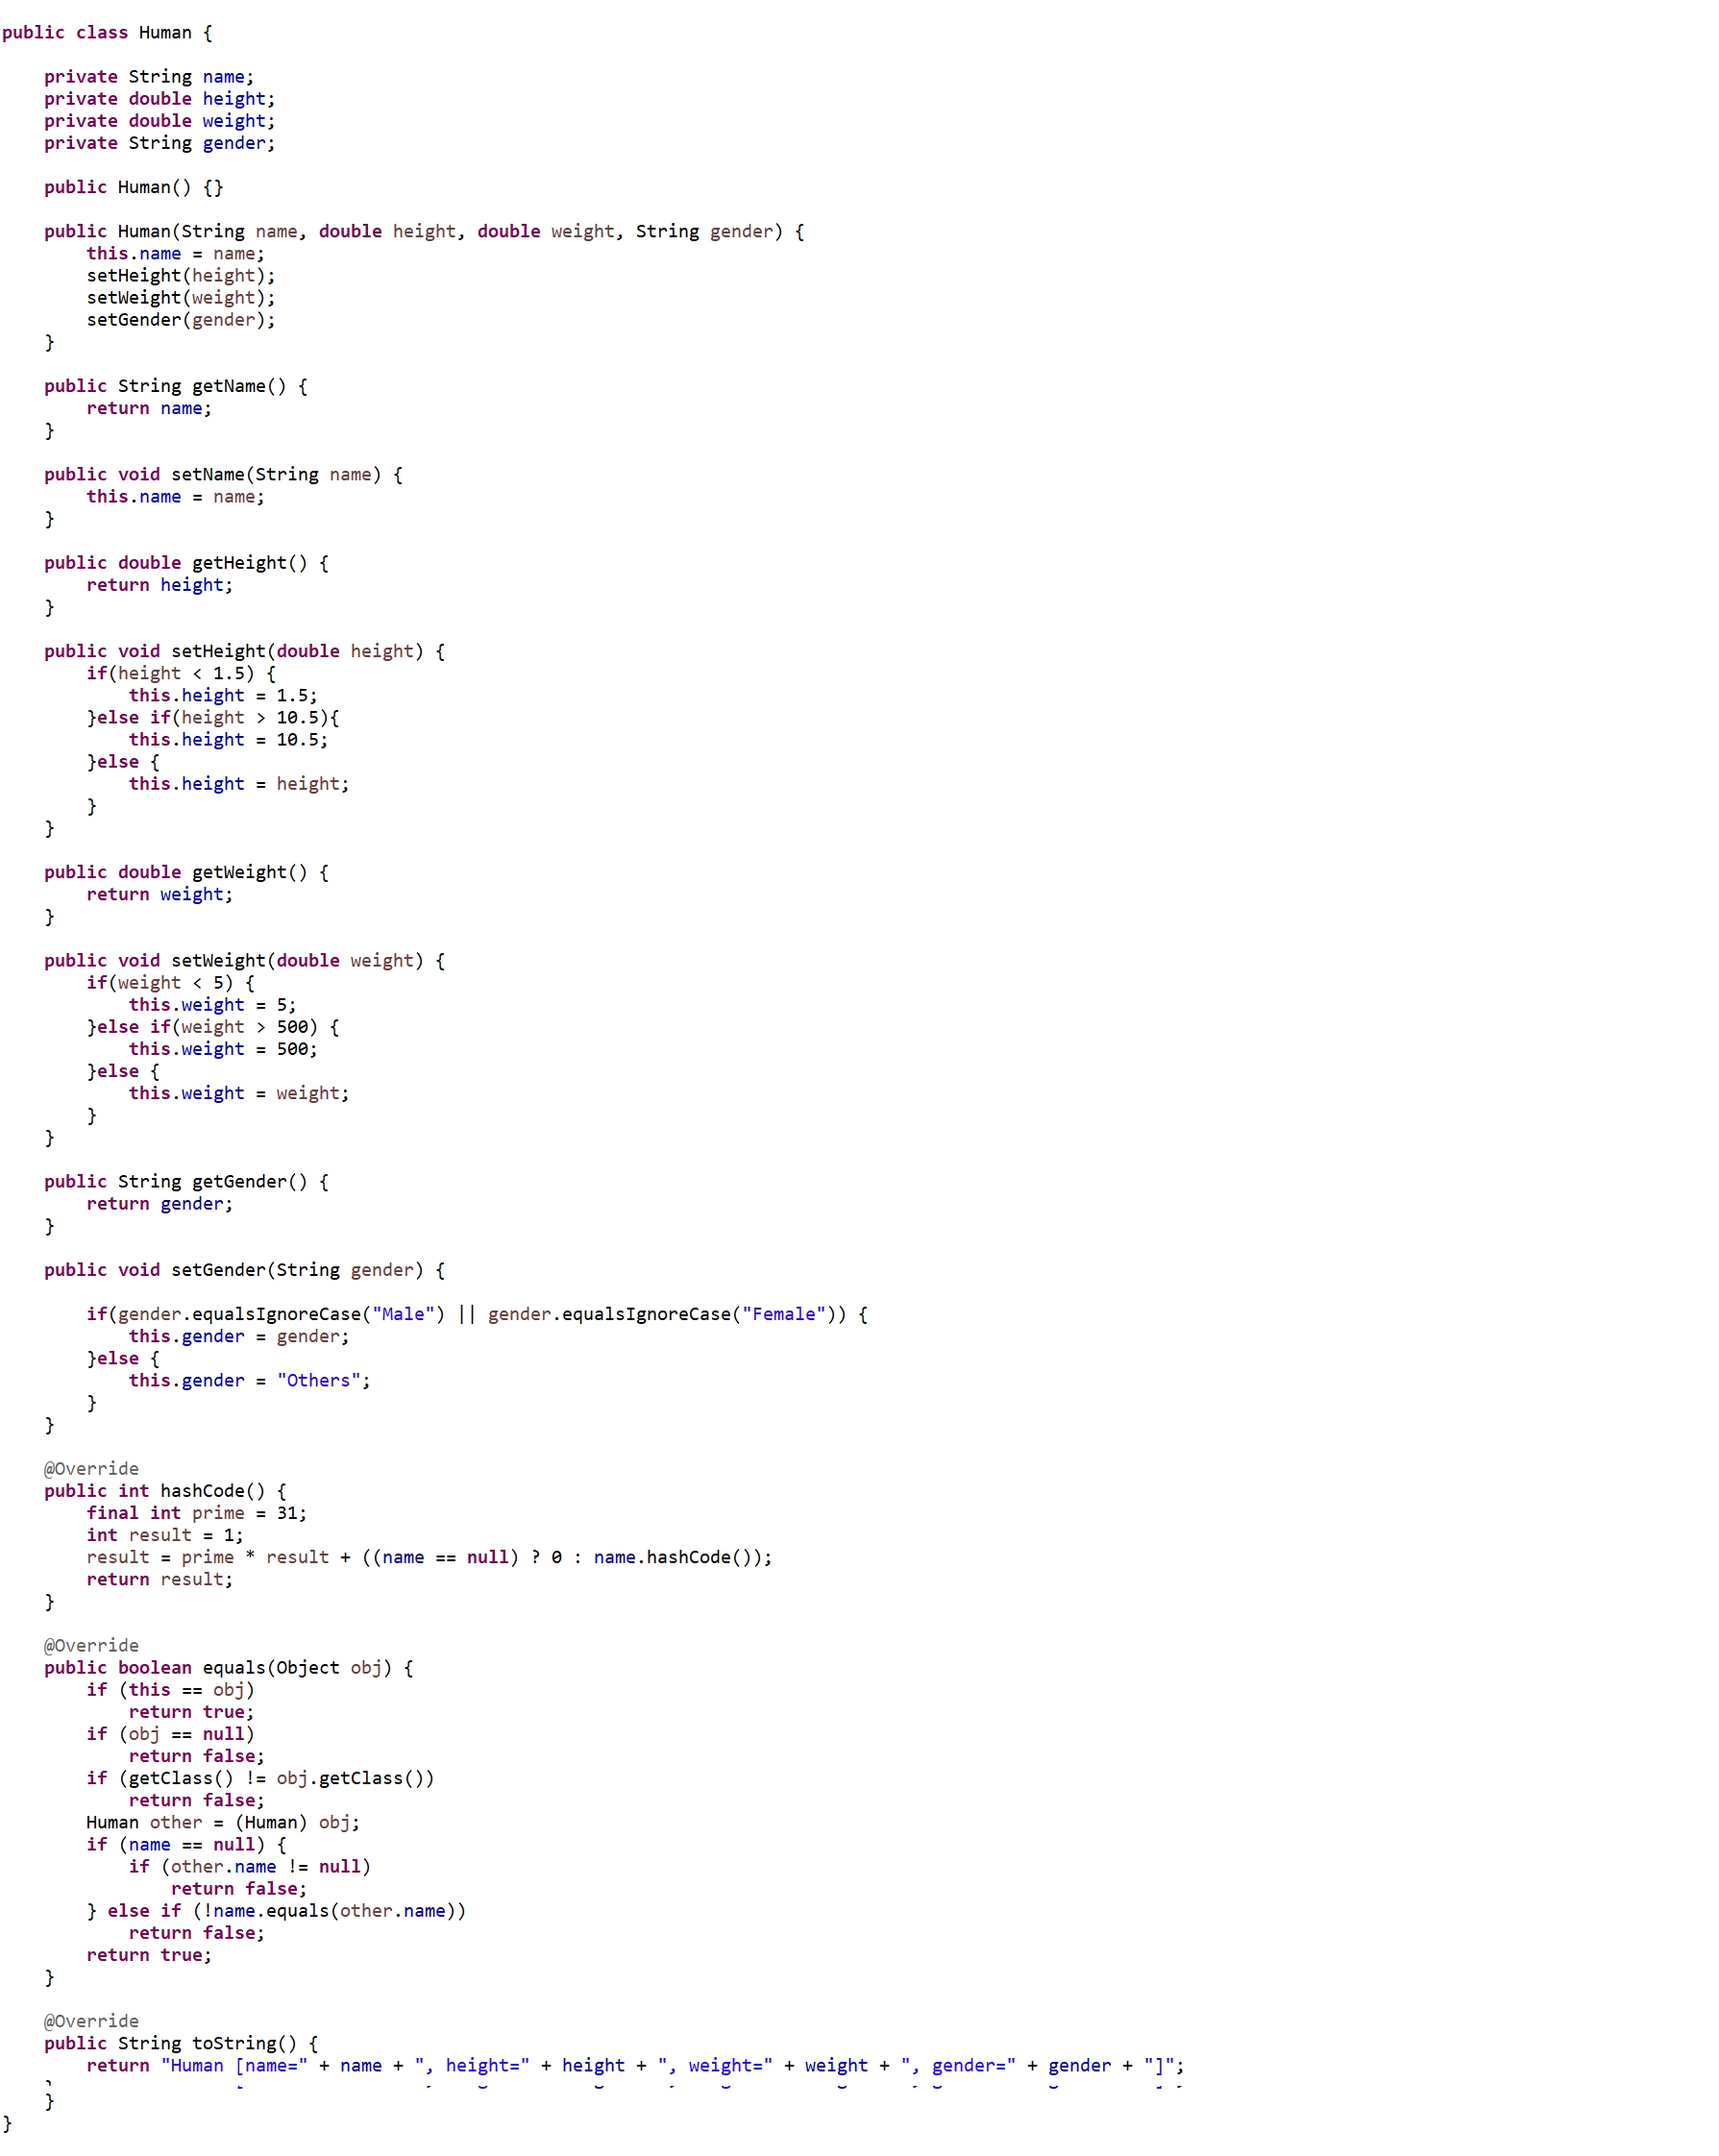 public class Human {

    private String name;
    private double height;
    private double weight;
    private String gender;

    public Human() {}

    public Human(String name, double height, double weight, String gender) {
        this.name = name;
        setHeight(height);
        setWeight(weight);
        setGender(gender);
    }

    public String getName() {
        return name;
    }

    public void setName(String name) {
        this.name = name;
    }

    public double getHeight() {
        return height;
    }

    public void setHeight(double height) {
        if(height < 1.5) {
            this.height = 1.5;
        }else if(height > 10.5){
            this.height = 10.5;
        }else {
            this.height = height;
        }
    }

    public double getWeight() {
        return weight;
    }

    public void setWeight(double weight) {
        if(weight < 5) {
            this.weight = 5;
        }else if(weight > 500) {
            this.weight = 500;
        }else {
            this.weight = weight;
        }
    }

    public String getGender() {
        return gender;
    }

    public void setGender(String gender) {

        if(gender.equalsIgnoreCase("Male") || gender.equalsIgnoreCase("Female")) {
            this.gender = gender;
        }else {
            this.gender = "Others";
        }
    }

    @Override
    public int hashCode() {
        final int prime = 31;
        int result = 1;
        result = prime * result + ((name == null) ? 0 : name.hashCode());
        return result;
    }

    @Override
    public boolean equals(Object obj) {
        if (this == obj)
            return true;
        if (obj == null)
            return false;
        if (getClass() != obj.getClass())
            return false;
        Human other = (Human) obj;
        if (name == null) {
            if (other.name != null)
                return false;
        } else if (!name.equals(other.name))
            return false;
        return true;
    }

    @Override
    public String toString() {
        return "Human [name=" + name + ", height=" + height + ", weight=" + weight + ", gender=" + gender + "]";
    }
}